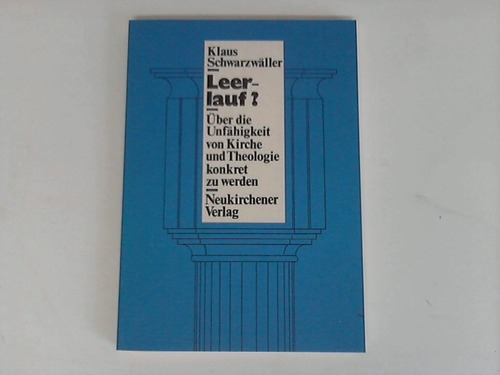 Klaus
Schwarzwäller
Leer-
lauf?
Über die
Unfähigkeit
von Kirche
und Theologie
konkret
zu werden
Neukirchener
Verlag